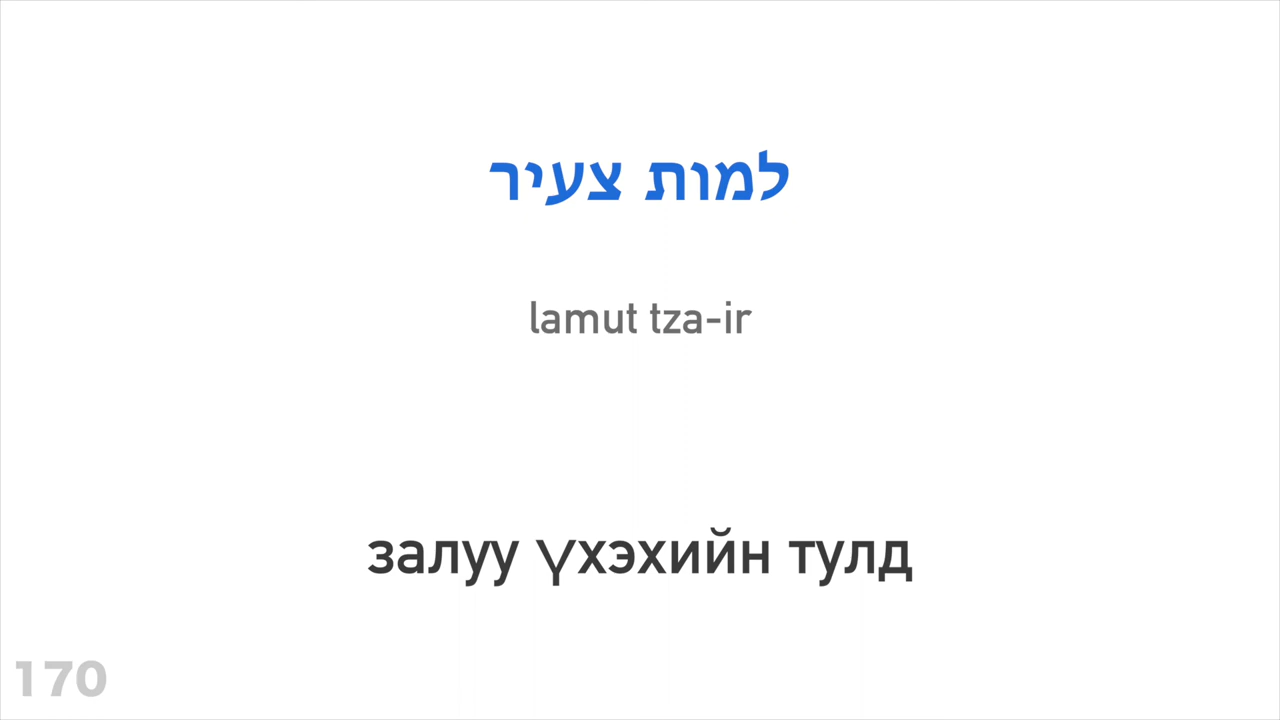 למות צעיר
lamut tza-ir
залуу үхэхийн тулд
170